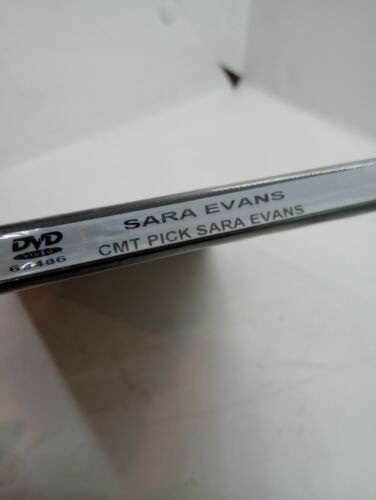 SARA EVANS
CMT PICK SARA EVANS
DVD
VIDEO
64486